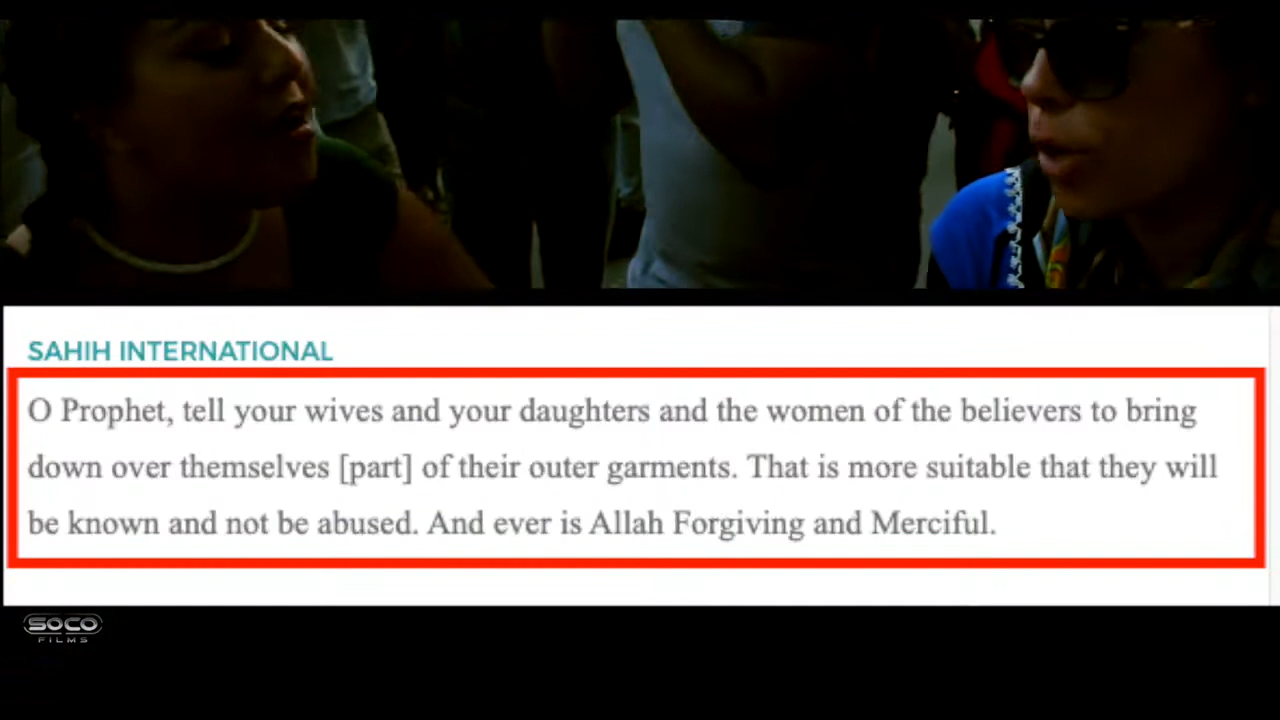 SAHIH INTERNATIONAL
O Prophet, tell your wives and your daughters and the women of the believers to bring
down over themselves [part] of their outer garments. That is more suitable that they will
be known and not be abused. And ever is Allah Forgiving and Merciful.
SOCO
FILMS